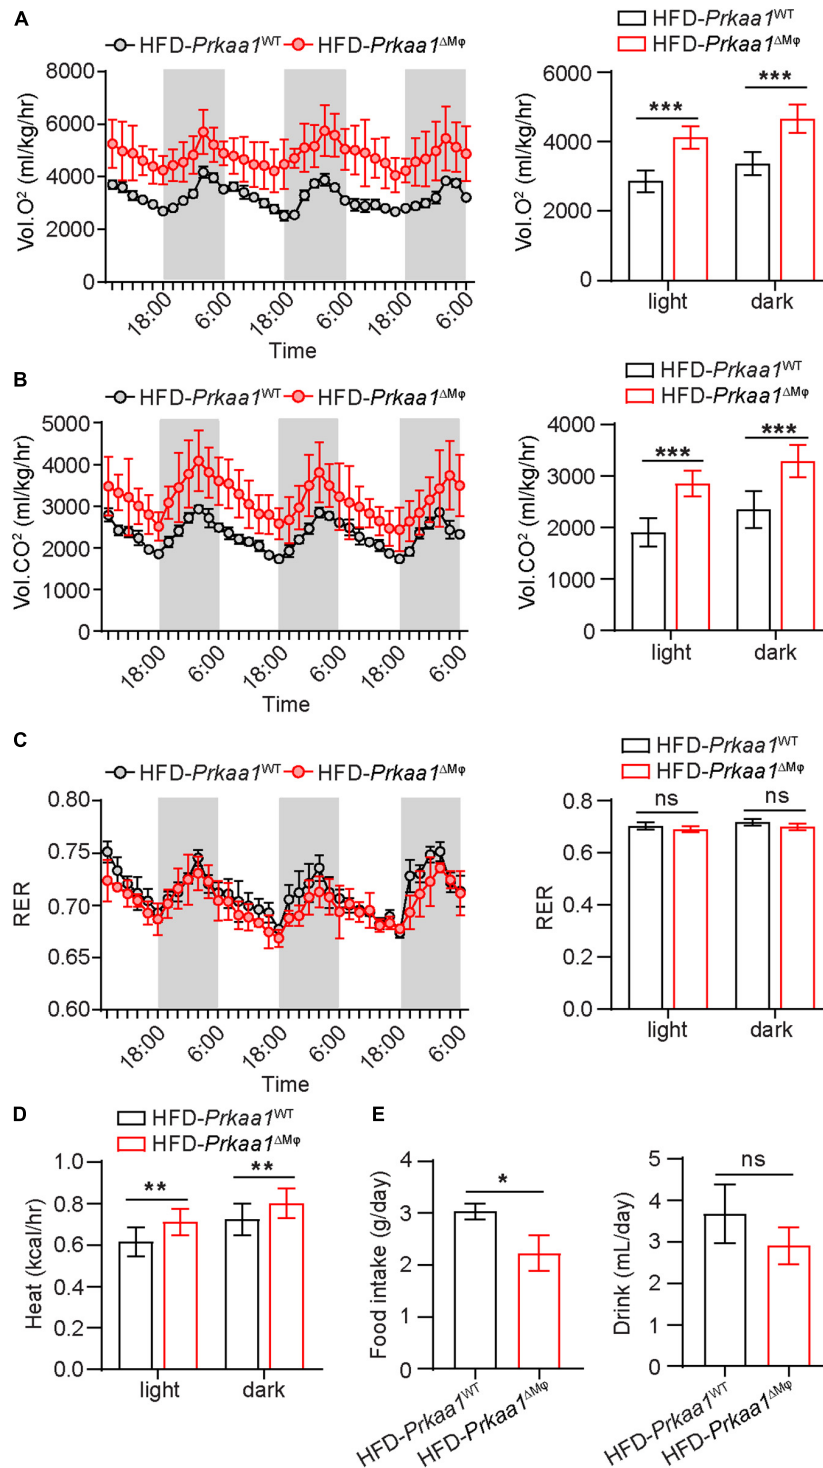 A
HFD-Prkaa1WT HFD-Prkaa1ΔMφ
Vol.O2 (ml/kg/hr)
8000
6000
4000
2000
0
18:00 6:00 18:00 6:00 18:00 6:00
Time
HFD-Prkaa1WT
HFD-Prkaa1ΔMφ
Vol.O2 (ml/kg/hr)
6000
4000
2000
0
*** ***
light dark
B
HFD-Prkaa1WT HFD-Prkaa1ΔMφ
Vol.CO2 (ml/kg/hr)
5000
4000
3000
2000
1000
0
18:00 6:00 18:00 6:00 18:00 6:00
Time
HFD-Prkaa1WT
HFD-Prkaa1ΔMφ
Vol.CO2 (ml/kg/hr)
4000
3000
2000
1000
0
*** ***
light dark
C
HFD-Prkaa1WT HFD-Prkaa1ΔMφ
RER
0.80
0.75
0.70
0.65
0.60
18:00 6:00 18:00 6:00 18:00 6:00
Time
HFD-Prkaa1WT
HFD-Prkaa1ΔMφ
RER
0.8
0.6
0.4
0.2
0.0
ns ns
light dark
D
HFD-Prkaa1WT
HFD-Prkaa1ΔMφ
Heat (kcal/hr)
1.0
0.8
0.6
0.4
0.2
0.0
** **
light dark
E
Food intake (g/day)
4
3
2
1
0
*
HFD-Prkaa1WT
HFD-Prkaa1ΔMφ
Drink (mL/day)
5
4
3
2
1
0
ns
HFD-Prkaa1WT
HFD-Prkaa1ΔMφ